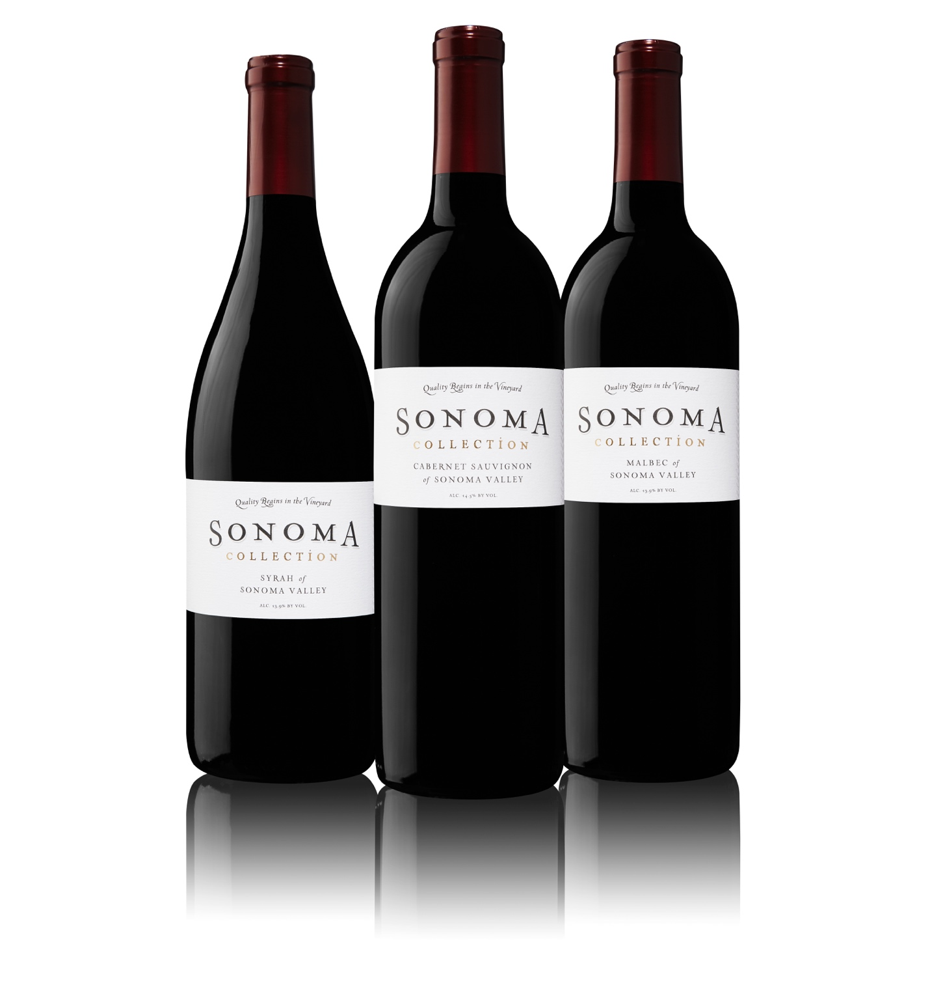 Quality Begins in the Vineyard
SONOMA
COLLECTION
SYRAH of
SONOMA VALLEY
ALC. 13.9% BY VOL.
Quality Begins in the Vineyard
SONOMA
COLLECTION
CABERNET SAUVIGNON
of SONOMA VALLEY
ALC. 14.5% BY VOL.
Quality Begins in the Vineyard
SONOMA
COLLECTION
MALBEC of
SONOMA VALLEY
ALC. 13.9% BY VOL.